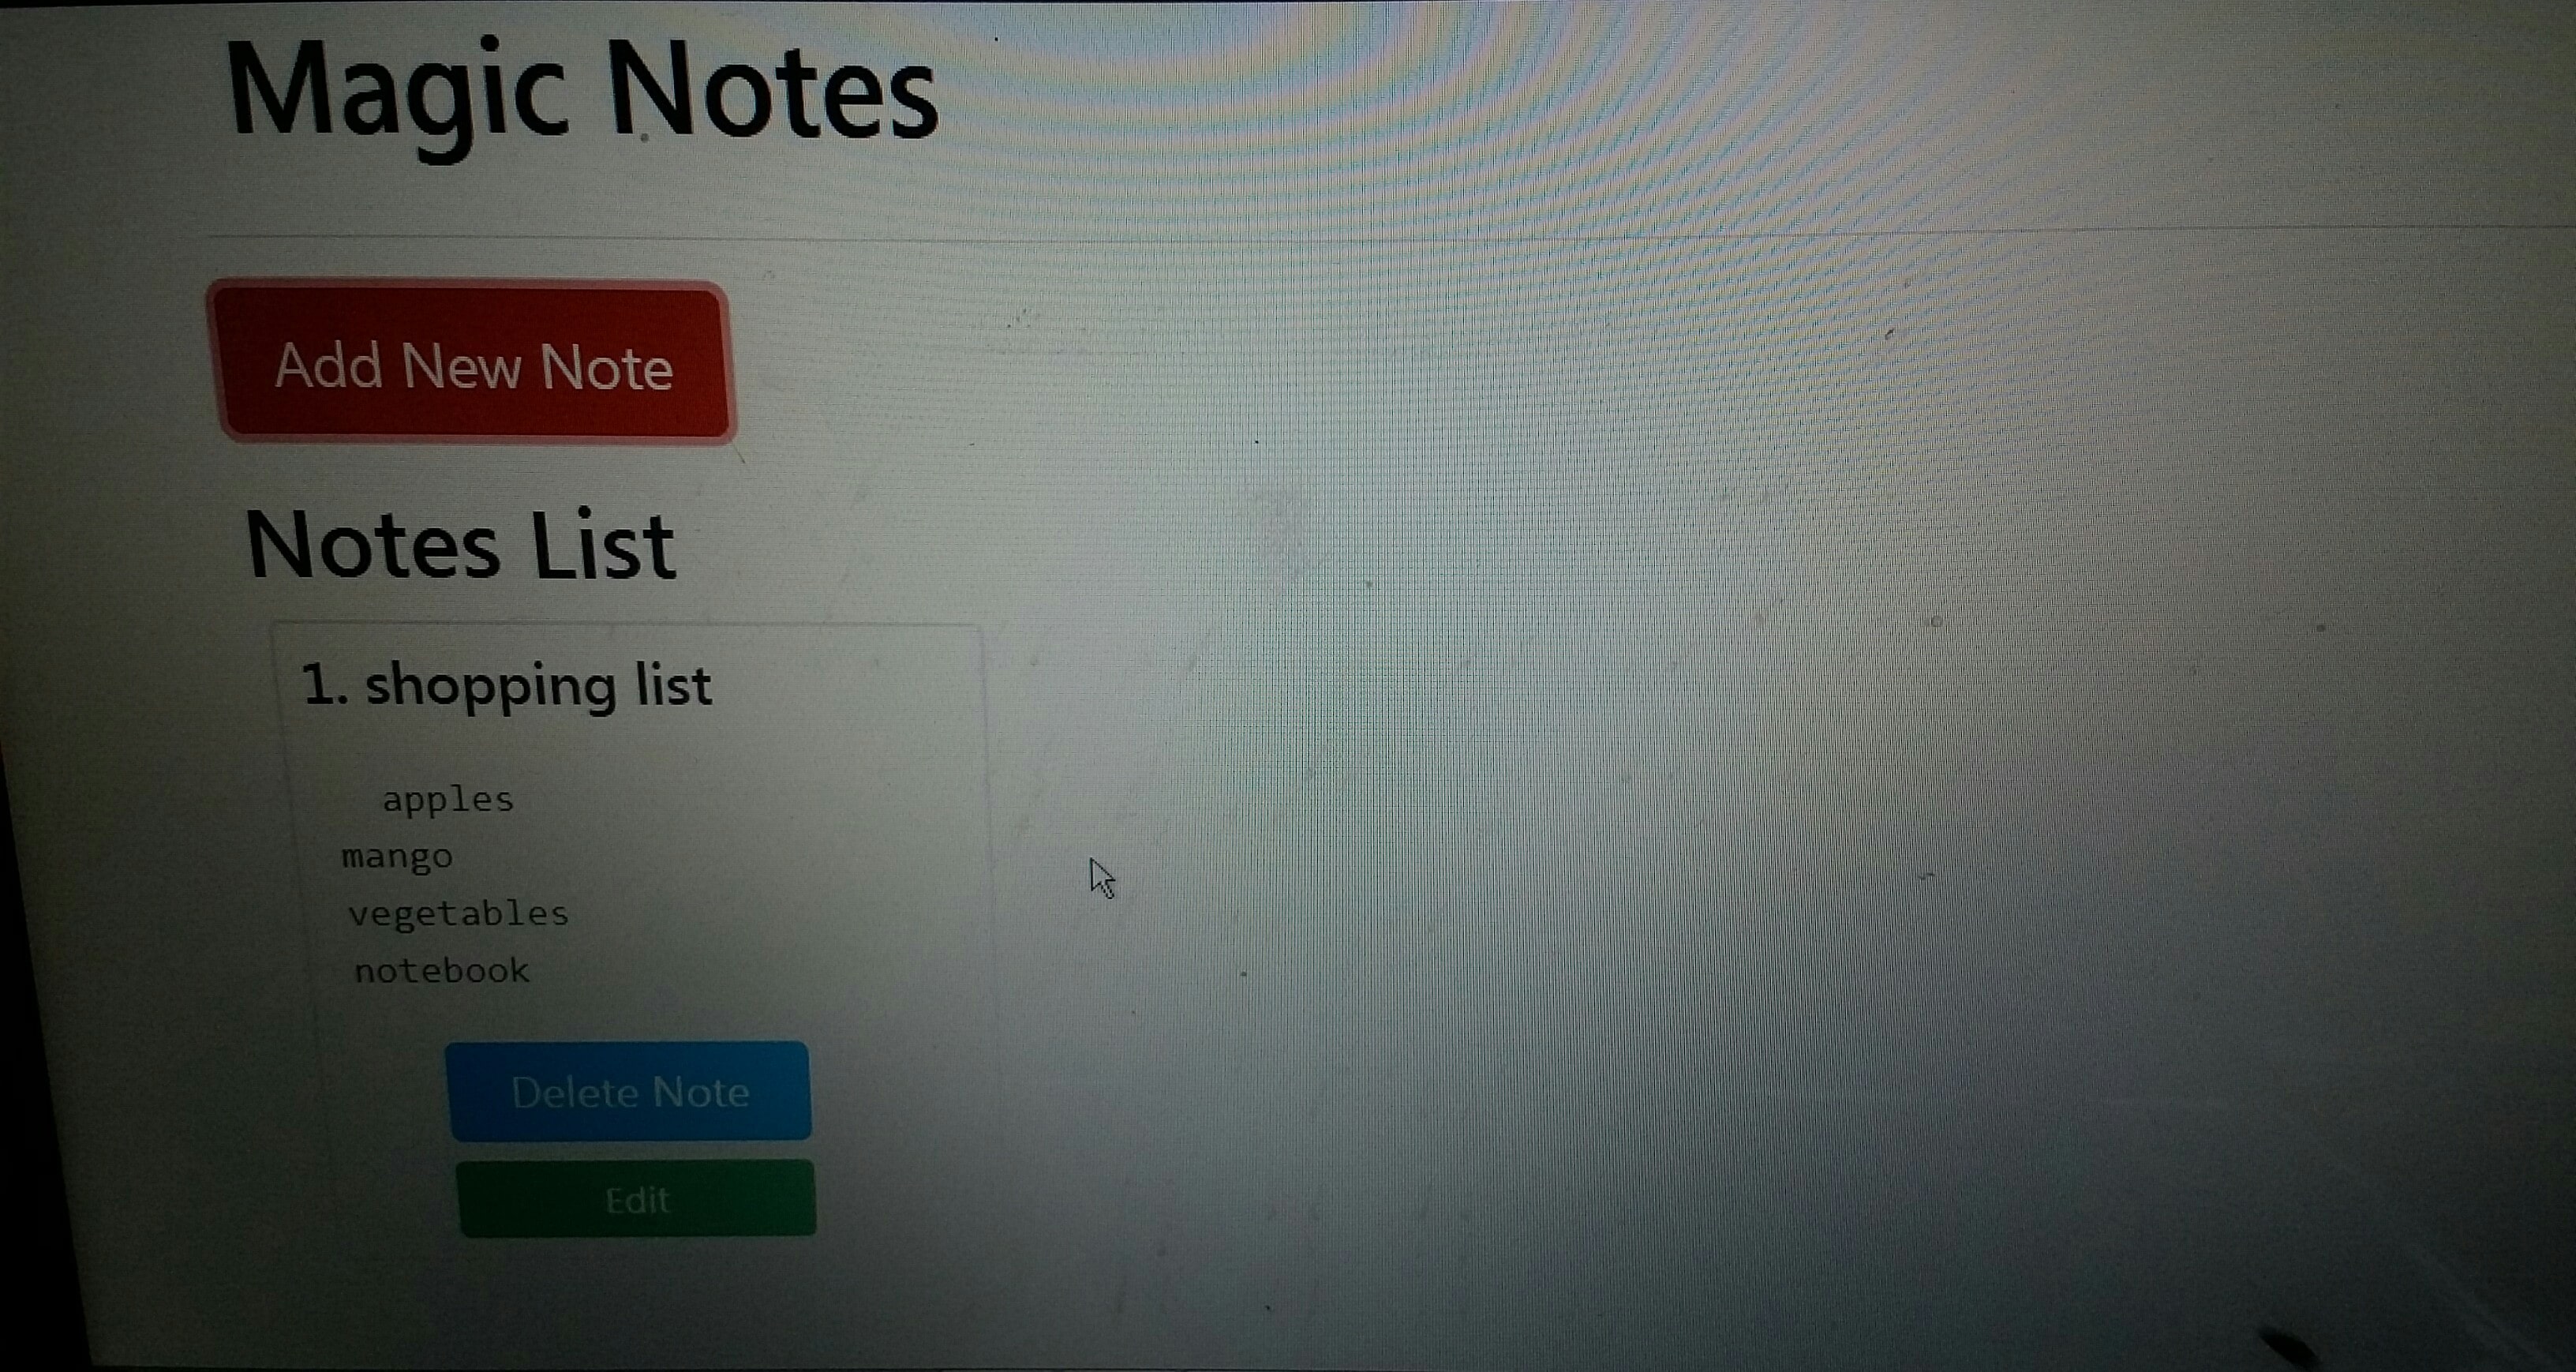 Magic Notes
Add New Note
Notes List
1. shopping list
apples
mango
vegetables
notebook
Delete Note
Edit